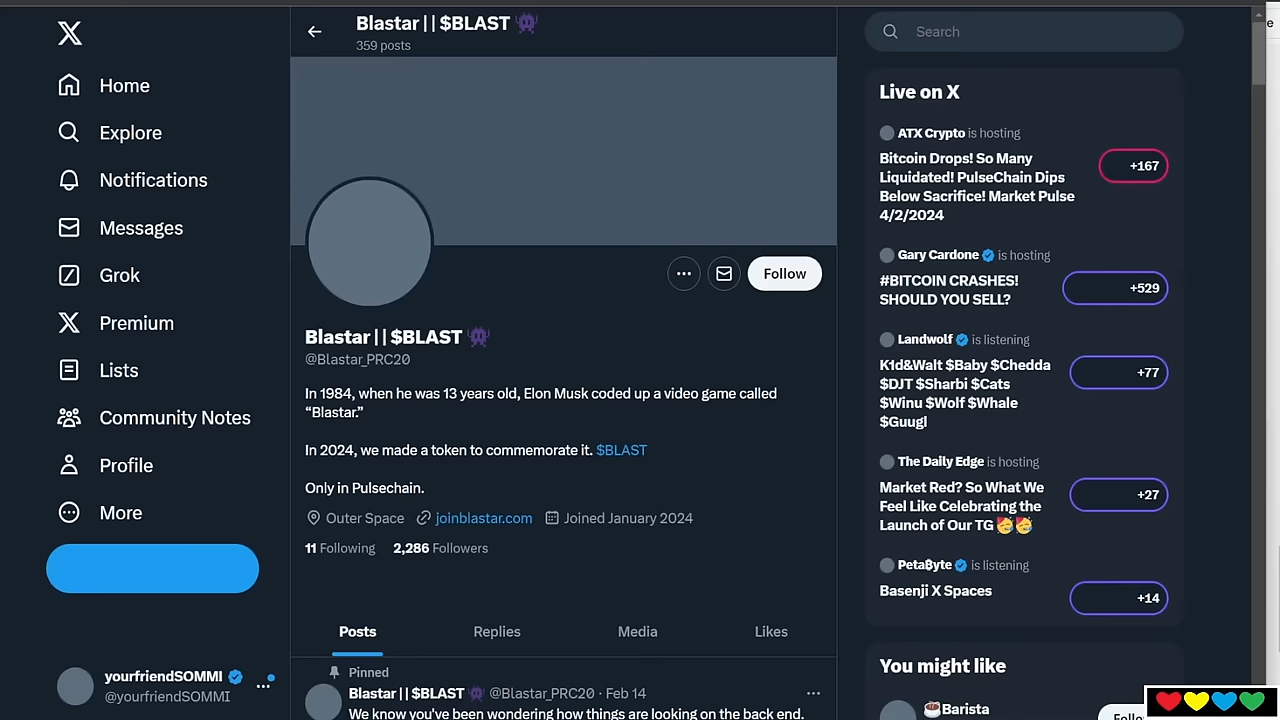 Home
Explore
Notifications
Messages
Grok
Premium
Lists
Community Notes
Profile
More
yourfriendSOMMI
@yourfriendSOMMI
Blastar || $BLAST 👾
359 posts
Follow
Blastar || $BLAST 👾
@Blastar_PRC20
In 1984, when he was 13 years old, Elon Musk coded up a video game called
“Blastar.”
In 2024, we made a token to commemorate it. $BLAST
Only in Pulsechain.
Outer Space joinblastar.com Joined January 2024
11 Following 2,286 Followers
Posts Replies Media Likes
Pinned
Blastar || $BLAST 👾 @Blastar_PRC20 · Feb 14
We know you've been wondering how things are looking on the back end.
Search
Live on X
ATX Crypto is hosting
Bitcoin Drops! So Many
Liquidated! PulseChain Dips
Below Sacrifice! Market Pulse
4/2/2024
+167
Gary Cardone is hosting
#BITCOIN CRASHES!
SHOULD YOU SELL?
+529
Landwolf is listening
K1d&Walt $Baby $Chedda
$DJT $Sharbi $Cats
$Winu $Wolf $Whale
$Guugl
+77
The Daily Edge is hosting
Market Red? So What We
Feel Like Celebrating the
Launch of Our TG 🥳🥳
+27
PetaɃyte is listening
Basenji X Spaces
+14
You might like
☕Barista